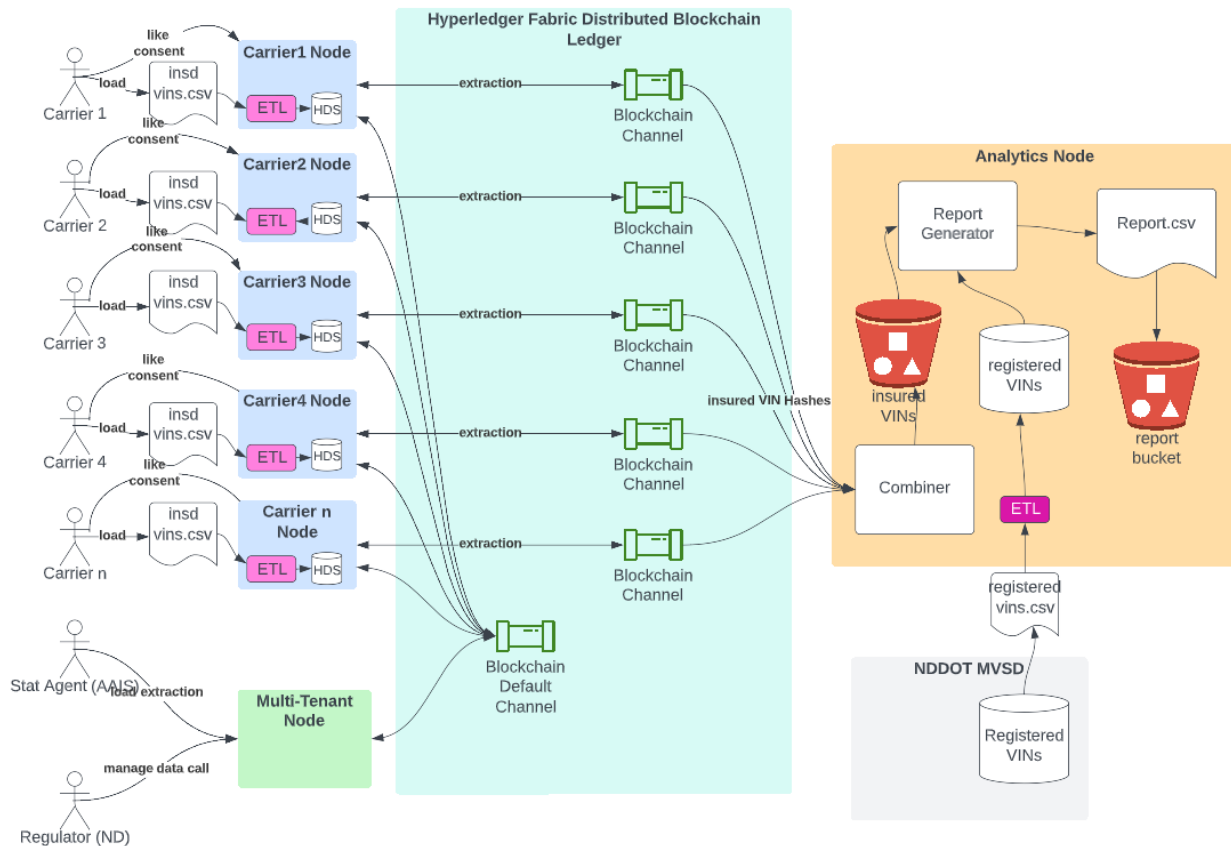 Hyperledger Fabric Distributed Blockchain
Ledger
like
consent
load
Carrier 1
insd
vins.csv
Carrier1 Node
ETL
HDS
extraction
Blockchain
Channel
like
consent
load
Carrier 2
insd
vins.csv
Carrier2 Node
ETL
HDS
extraction
Blockchain
Channel
like
consent
load
Carrier 3
insd
vins.csv
Carrier3 Node
ETL
HDS
extraction
Blockchain
Channel
like
consent
load
Carrier 4
insd
vins.csv
Carrier4 Node
ETL
HDS
extraction
Blockchain
Channel
like
consent
load
Carrier n
insd
vins.csv
Carrier n
Node
ETL
HDS
extraction
Blockchain
Channel
insured VIN Hashes
Blockchain
Default
Channel
Stat Agent (AAIS)
load extraction
Multi-Tenant
Node
manage data call
Regulator (ND)
Analytics Node
Report
Generator
Report.csv
insured
VINs
registered
VINs
report
bucket
Combiner
ETL
registered
vins.csv
NDDOT MVSD
Registered
VINs